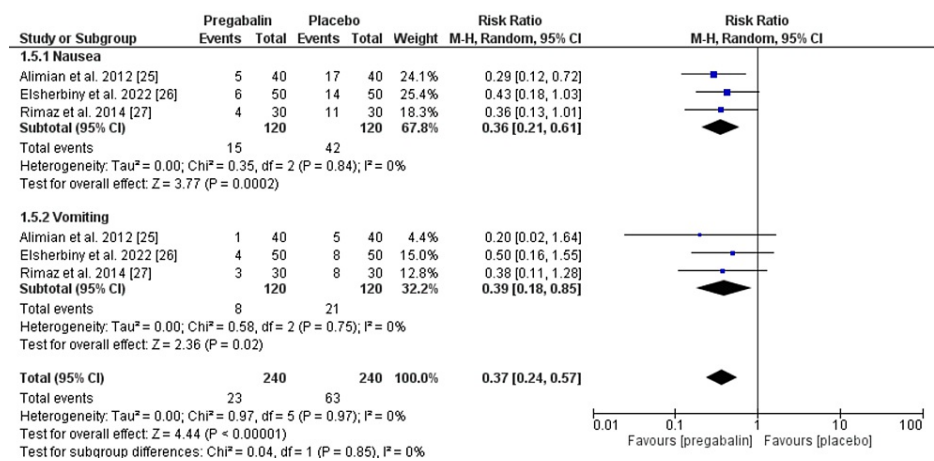 Pregabalin Placebo Risk Ratio Risk Ratio
Study or Subgroup Events Total Events Total Weight M-H, Random, 95% CI M-H, Random, 95% CI
1.5.1 Nausea
Alimian et al. 2012 [25] 5 40 17 40 24.1% 0.29 [0.12, 0.72]
Elsherbiny et al. 2022 [26] 6 50 14 50 25.4% 0.43 [0.18, 1.03]
Rimaz et al. 2014 [27] 4 30 11 30 18.3% 0.36 [0.13, 1.01]
Subtotal (95% CI) 120 120 67.8% 0.36 [0.21, 0.61]
Total events 15 42
Heterogeneity: Tau² = 0.00; Chi² = 0.35, df = 2 (P = 0.84); I² = 0%
Test for overall effect: Z = 3.77 (P = 0.0002)
1.5.2 Vomiting
Alimian et al. 2012 [25] 1 40 5 40 4.4% 0.20 [0.02, 1.64]
Elsherbiny et al. 2022 [26] 4 50 8 50 15.0% 0.50 [0.16, 1.55]
Rimaz et al. 2014 [27] 3 30 8 30 12.8% 0.38 [0.11, 1.28]
Subtotal (95% CI) 120 120 32.2% 0.39 [0.18, 0.85]
Total events 8 21
Heterogeneity: Tau² = 0.00; Chi² = 0.58, df = 2 (P = 0.75); I² = 0%
Test for overall effect: Z = 2.36 (P = 0.02)
Total (95% CI) 240 240 100.0% 0.37 [0.24, 0.57]
Total events 23 63
Heterogeneity: Tau² = 0.00; Chi² = 0.97, df = 5 (P = 0.97); I² = 0%
Test for overall effect: Z = 4.44 (P < 0.00001)
Test for subgroup differences: Chi² = 0.04, df = 1 (P = 0.85), I² = 0%
0.01 0.1 1 10 100
Favours [pregabalin] Favours [placebo]